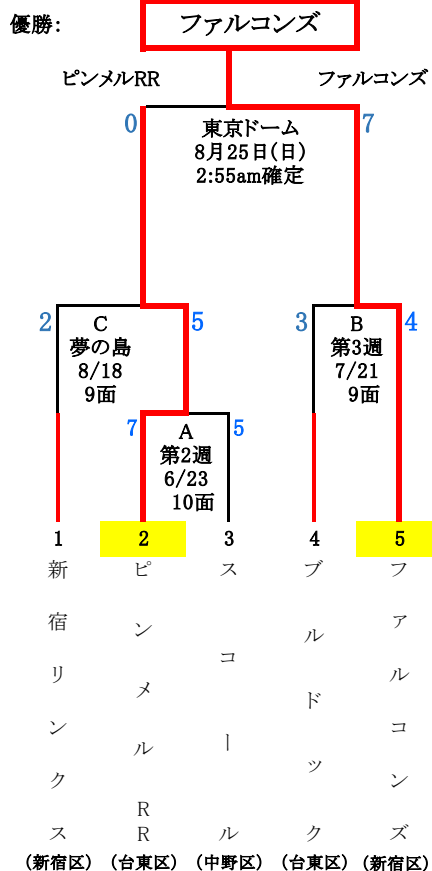 優勝：
ファルコンズ
ピンメルRR
ファルコンズ
0
7
東京ドーム
8月25日(日)
2:55am確定
2
5
3
4
C
夢の島
8/18
9面
B
第3週
7/21
9面
7
5
A
第2週
6/23
10面
1
2
3
4
5
新宿リンクス
ピンメルRR
スコール
ブルドック
ファルコンズ
(新宿区)
(台東区)
(中野区)
(台東区)
(新宿区)